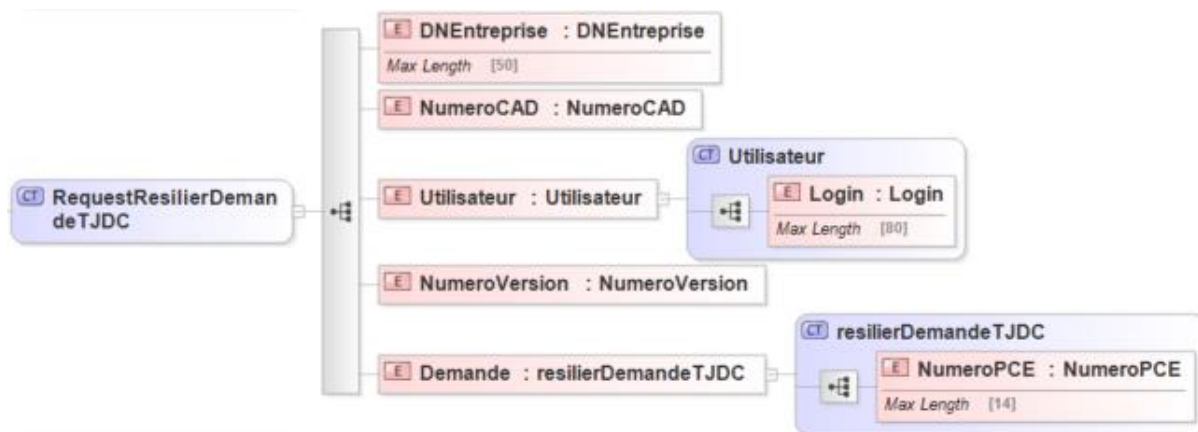 E DNEntreprise : DNEntreprise
Max Length [50]
E NumeroCAD : NumeroCAD
CT Utilisateur
CT RequestResilierDeman
deTJDC
E Utilisateur : Utilisateur
E Login : Login
Max Length [80]
E NumeroVersion : NumeroVersion
CT resilierDemandeTJDC
E Demande : resilierDemandeTJDC
E NumeroPCE : NumeroPCE
Max Length [14]